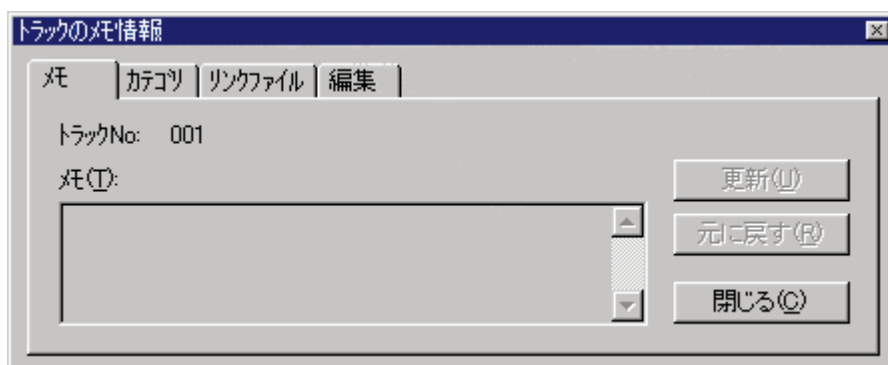 トラックのメモ情報
メモ カテゴリ リンクファイル 編集
トラックNo: 001
メモ(T):
更新(U)
元に戻す(R)
閉じる(C)